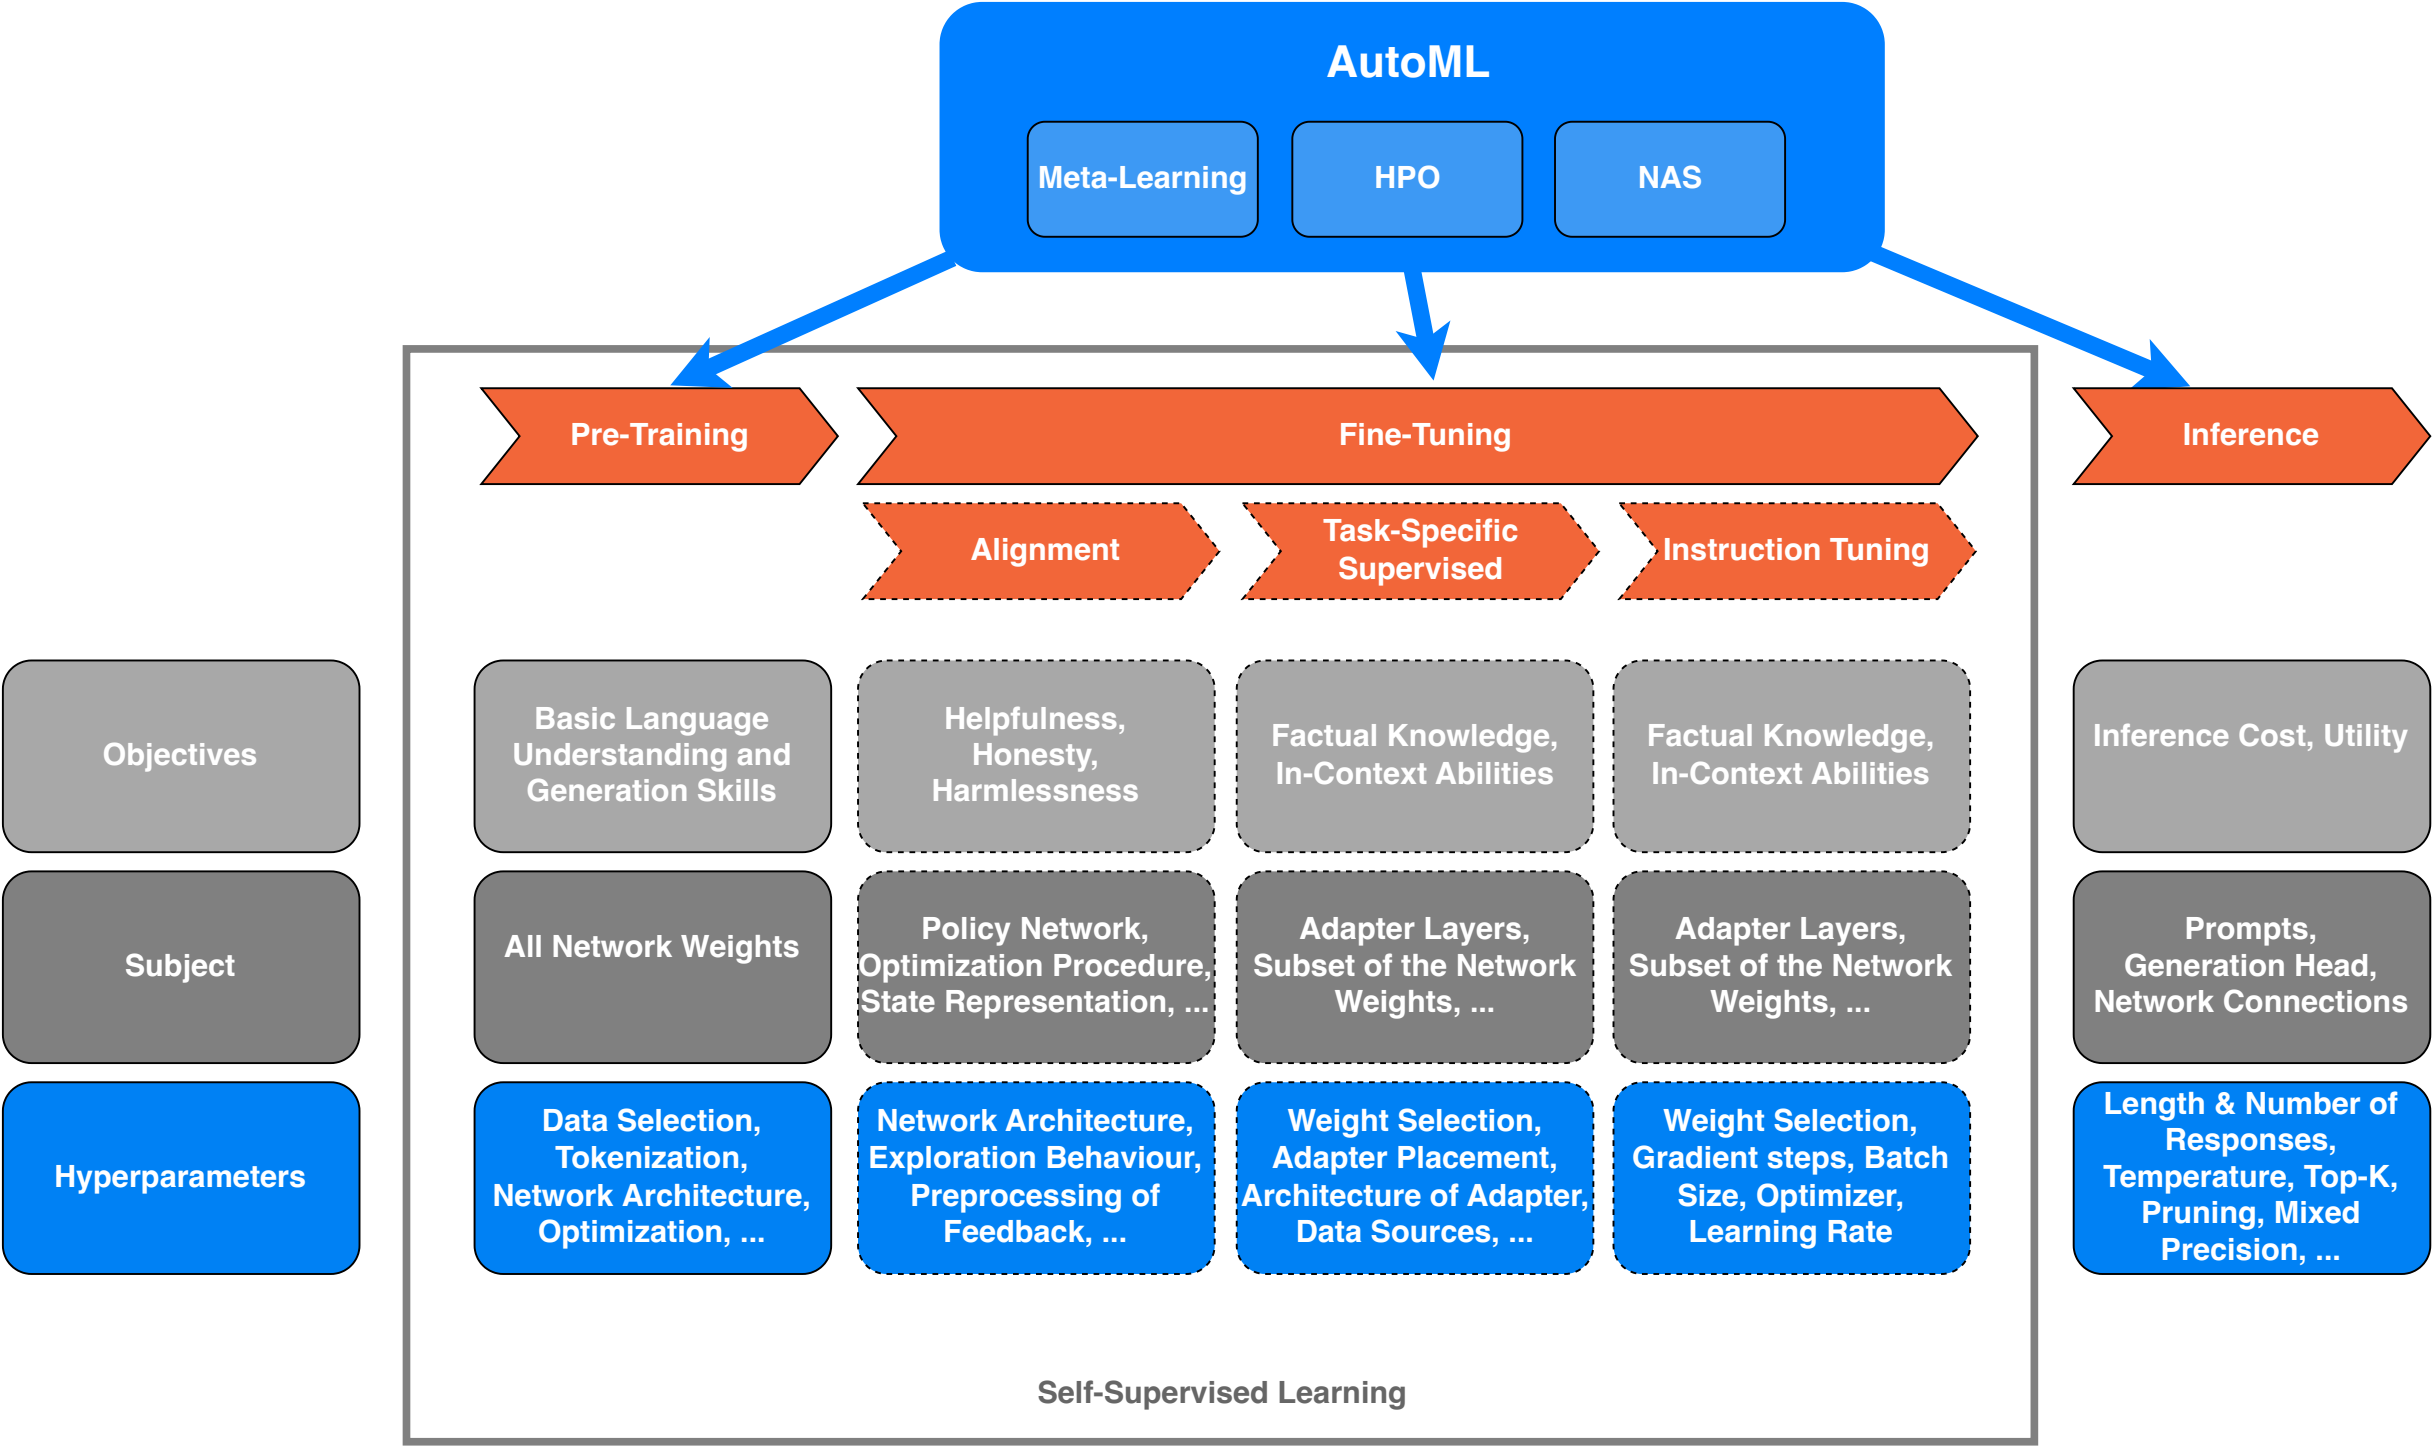 AutoML
Meta-Learning
HPO
NAS
Pre-Training
Fine-Tuning
Inference
Alignment
Task-Specific
Supervised
Instruction Tuning
Objectives
Basic Language
Understanding and
Generation Skills
Helpfulness,
Honesty,
Harmlessness
Factual Knowledge,
In-Context Abilities
Factual Knowledge,
In-Context Abilities
Inference Cost, Utility
Subject
All Network Weights
Policy Network,
Optimization Procedure,
State Representation, ...
Adapter Layers,
Subset of the Network
Weights, ...
Adapter Layers,
Subset of the Network
Weights, ...
Prompts,
Generation Head,
Network Connections
Hyperparameters
Data Selection,
Tokenization,
Network Architecture,
Optimization, ...
Network Architecture,
Exploration Behaviour,
Preprocessing of
Feedback, ...
Weight Selection,
Adapter Placement,
Architecture of Adapter,
Data Sources, ...
Weight Selection,
Gradient steps, Batch
Size, Optimizer,
Learning Rate
Length & Number of
Responses,
Temperature, Top-K,
Pruning, Mixed
Precision, ...
Self-Supervised Learning